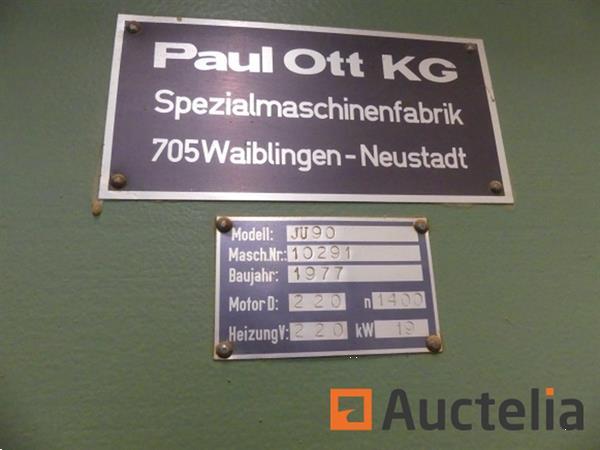 Paul Ott KG
Spezialmaschinenfabrik
705 Waiblingen-Neustadt
Modell: JU90
Masch.Nr.: 10291
Baujahr: 1977
Motor D: 220 n 1400
Heizung V: 220 kW 19
Auctelia